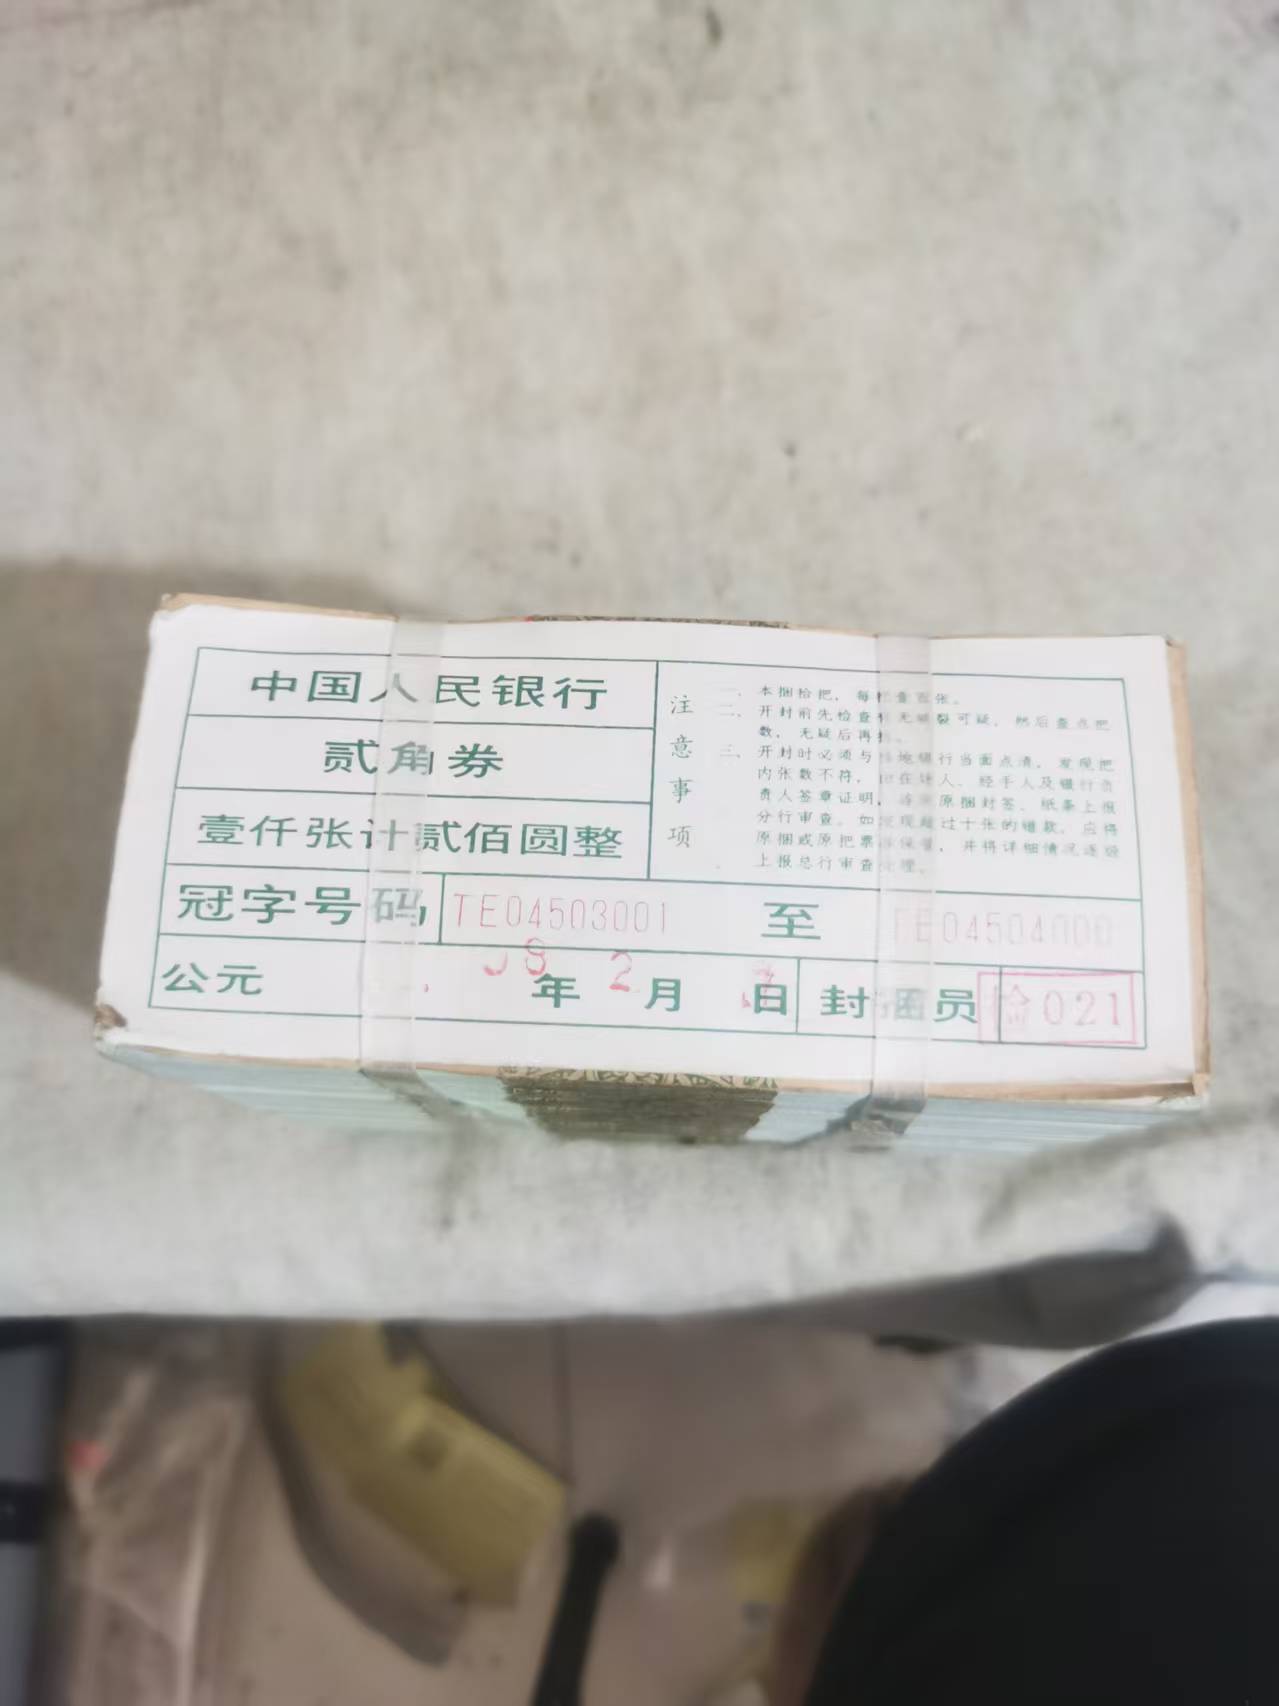 中国人民银行
贰角券
壹仟张计贰佰圆整
注意事项
一、本捆拾把，每把壹百张。
二、开封前先检查有无破裂可疑，然后查点把
数，无疑后再拆。
三、开封时必须与当地银行当面点清，发现把
内张数不符，
人、经手人及银行负
责人签章证明，连同原捆封签、纸条上报
分行审查。如发现超过十张的错款，应将
原捆或原把票样保管，并将详细情况逐级
上报总行审查处理。
冠字号码 TE04503001 至 TE04504000
公元 年 2 月 日 封捆员 检021